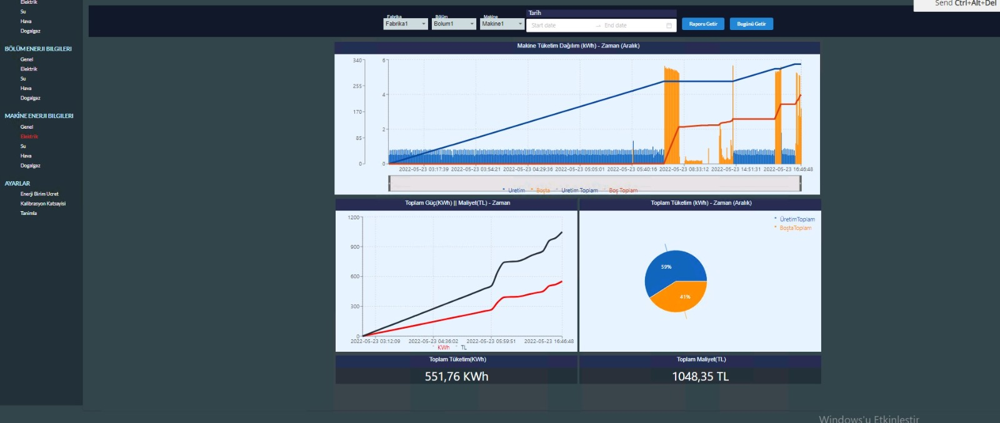 Send Ctrl+Alt+Del
Elektrik
Su
Hava
Dogalgaz
BÖLÜM ENERJI BILGILERI
Genel
Elektrik
Su
Hava
Dogalgaz
MAKİNE ENERJI BILGILERI
Genel
Elektrik
Su
Hava
Dogalgaz
AYARLAR
Enerji Birim Ucret
Kalibrasyon Katsayisi
Tanimla
Fabrika
Fabrika1
Bölüm
Bolum1
Makine
Makine1
Tarih
Start date → End date
Raporu Getir
Bugünü Getir
Makine Tüketim Dağılım (kWh) - Zaman (Aralık)
340
255
170
85
0
6
4
2
0
2022-05-23 03:17:39 2022-05-23 03:54:21 2022-05-23 04:29:36 2022-05-23 05:05:01 2022-05-23 05:40:16 2022-05-23 08:33:12 2022-05-23 14:51:31 2022-05-23 16:46:48
Üretim Boşta Üretim Toplam Boş Toplam
Toplam Güç(KWh) || Maliyet(TL) - Zaman
1200
900
600
300
0
2022-05-23 03:12:09 2022-05-23 04:36:02 2022-05-23 05:59:51 2022-05-23 16:46:48
KWh TL
Toplam Tüketim (kWh) - Zaman (Aralık)
ÜretimToplam
BoştaToplam
59%
41%
Toplam Tüketim(KWh)
551,76 KWh
Toplam Maliyet(TL)
1048,35 TL
Windows'u Etkinleştir